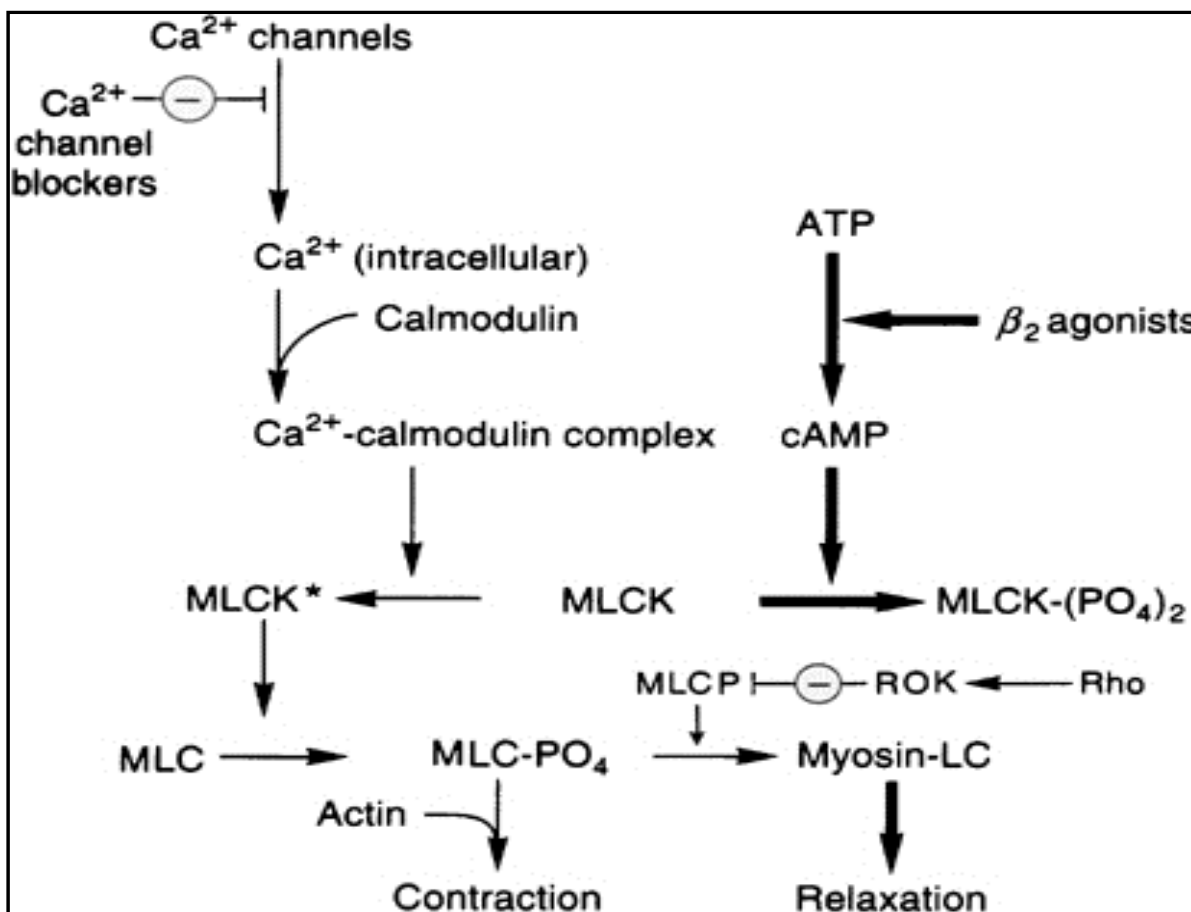 Ca²⁺ channels
Ca²⁺ −
channel
blockers
Ca²⁺ (intracellular)
ATP
Calmodulin
β₂ agonists
Ca²⁺-calmodulin complex
cAMP
MLCK* MLCK MLCK-(PO₄)₂
MLCP − ROK Rho
MLC MLC-PO₄ Myosin-LC
Actin
Contraction Relaxation